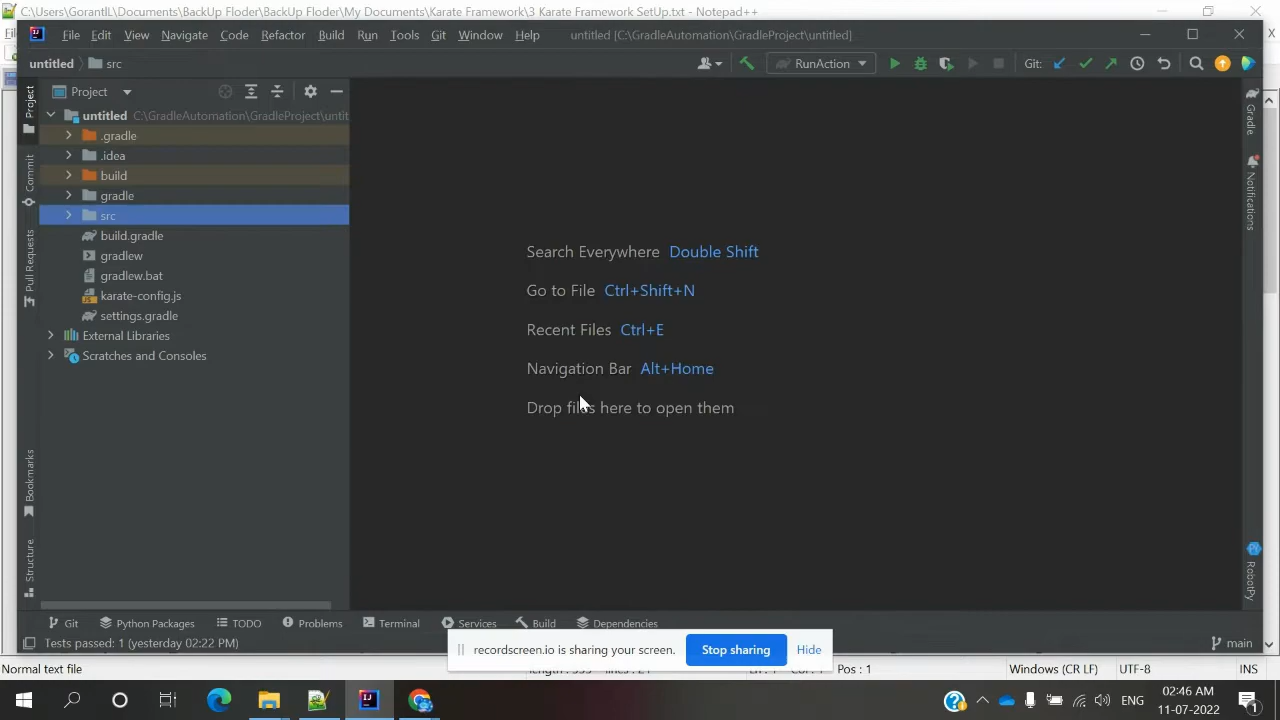 C:\Users\GorantlL\Documents\BackUp Floder\BackUp Floder\My Documents\Karate Framework\3 Karate Framework SetUp.txt - Notepad++
File Edit View Navigate Code Refactor Build Run Tools Git Window Help untitled [C:\GradleAutomation\GradleProject\untitled]
X
untitled src RunAction Git:
Project
untitled C:\GradleAutomation\GradleProject\untit
.gradle
.idea
build
gradle
src
build.gradle
gradlew
gradlew.bat
karate-config.js
settings.gradle
External Libraries
Scratches and Consoles
Project
Commit
Pull Requests
Bookmarks
Structure
Search Everywhere Double Shift
Go to File Ctrl+Shift+N
Recent Files Ctrl+E
Navigation Bar Alt+Home
Drop files here to open them
Gradle
Notifications
RobotPy
Git Python Packages TODO Problems Terminal Services Build Dependencies
Tests passed: 1 (yesterday 02:22 PM) main
recordscreen.io is sharing your screen. Stop sharing Hide
Normal text file Pos : 1 Windows (CR LF) UTF-8 INS
ENG 02:46 AM
11-07-2022
1